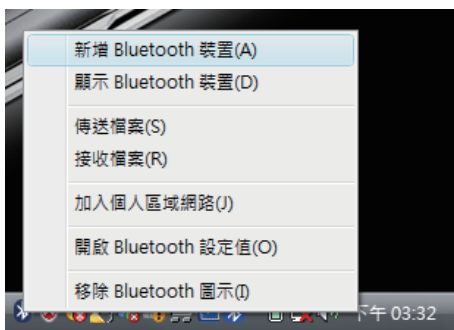 新增 Bluetooth 裝置(A)
顯示 Bluetooth 裝置(D)
傳送檔案(S)
接收檔案(R)
加入個人區域網路(J)
開啟 Bluetooth 設定值(O)
移除 Bluetooth 圖示(I)
下午 03:32